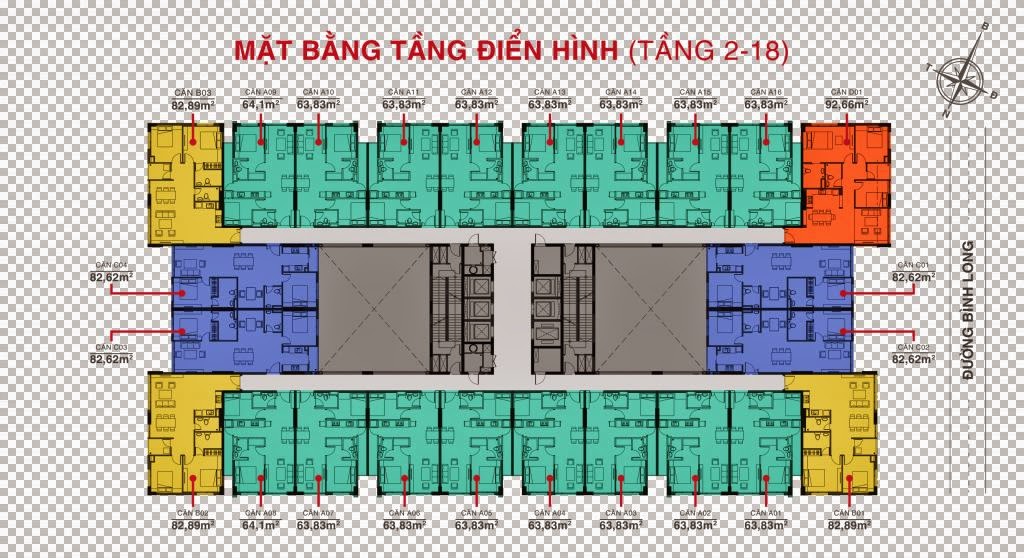 MẶT BẰNG TẦNG ĐIỂN HÌNH (TẦNG 2-18)
CĂN B03
82,89m²
CĂN A09
64,1m²
CĂN A10
63,83m²
CĂN A11
63,83m²
CĂN A12
63,83m²
CĂN A13
63,83m²
CĂN A14
63,83m²
CĂN A15
63,83m²
CĂN A16
63,83m²
CĂN D01
92,66m²
B
T
Đ
N
CĂN C04
82,62m²
CĂN C01
82,62m²
CĂN C03
82,62m²
CĂN C02
82,62m²
ĐƯỜNG BÌNH LONG
CĂN B02
82,89m²
CĂN A08
64,1m²
CĂN A07
63,83m²
CĂN A06
63,83m²
CĂN A05
63,83m²
CĂN A04
63,83m²
CĂN A03
63,83m²
CĂN A02
63,83m²
CĂN A01
63,83m²
CĂN B01
82,89m²